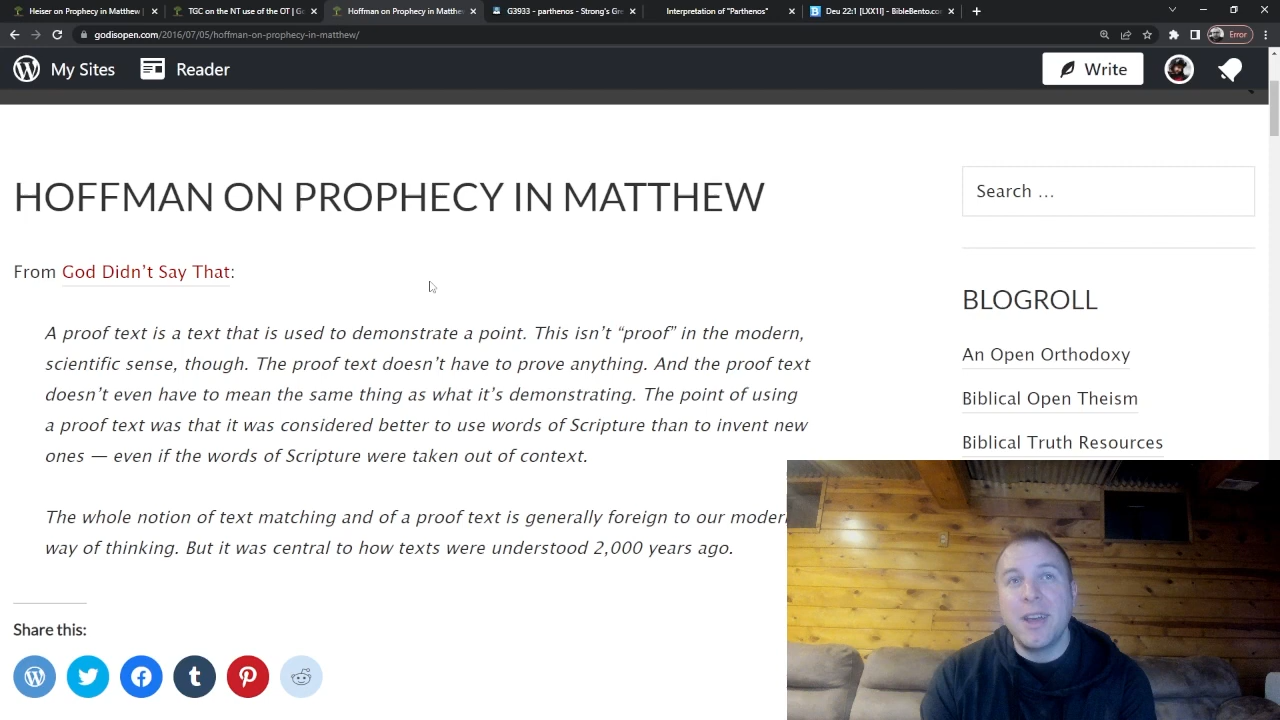 Heiser on Prophecy in Matthew |
TGC on the NT use of the OT | G
Hoffman on Prophecy in Matthew
G3933 - parthenos - Strong's Gre
Interpretation of "Parthenos"
Deu 22:1 [LXX1] - BibleBento.co
godisopen.com/2016/07/05/hoffman-on-prophecy-in-matthew/
Error
My Sites
Reader
Write
HOFFMAN ON PROPHECY IN MATTHEW
From God Didn't Say That:
A proof text is a text that is used to demonstrate a point. This isn't “proof” in the modern,
scientific sense, though. The proof text doesn't have to prove anything. And the proof text
doesn't even have to mean the same thing as what it's demonstrating. The point of using
a proof text was that it was considered better to use words of Scripture than to invent new
ones — even if the words of Scripture were taken out of context.
The whole notion of text matching and of a proof text is generally foreign to our modern
way of thinking. But it was central to how texts were understood 2,000 years ago.
Share this:
Search …
BLOGROLL
An Open Orthodoxy
Biblical Open Theism
Biblical Truth Resources